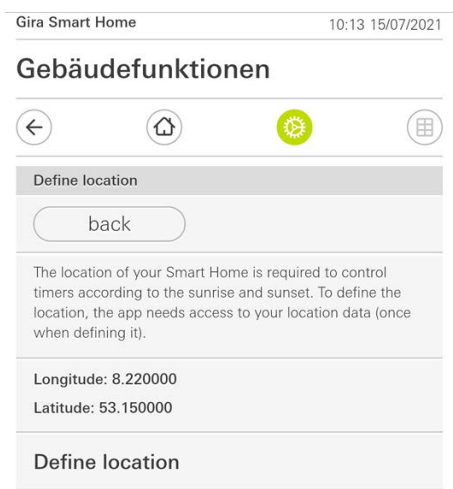 Gira Smart Home 10:13 15/07/2021
Gebäudefunktionen
Define location
back
The location of your Smart Home is required to control
timers according to the sunrise and sunset. To define the
location, the app needs access to your location data (once
when defining it).
Longitude: 8.220000
Latitude: 53.150000
Define location